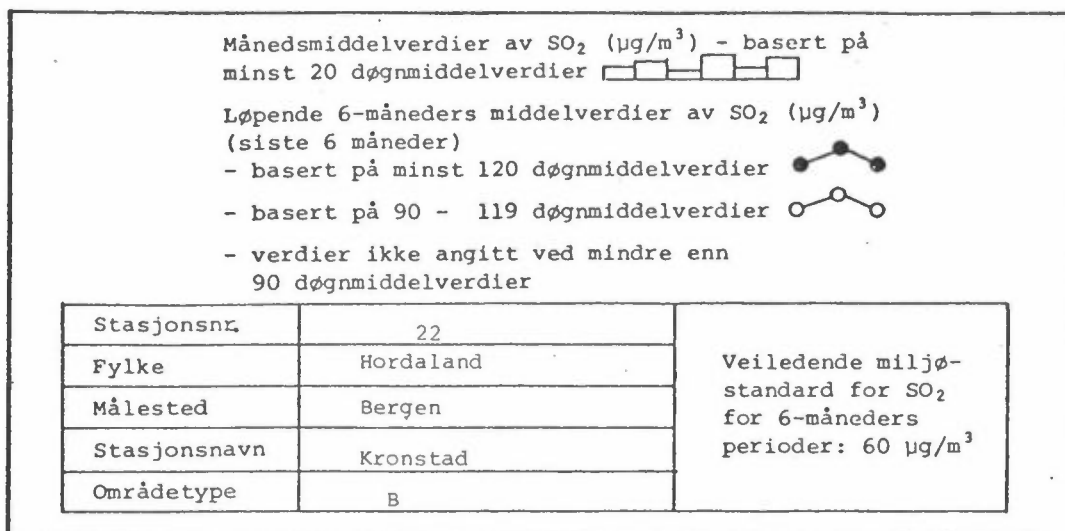 Månedsmiddelverdier av SO₂ (µg/m³) – basert på
minst 20 døgnmiddelverdier
Løpende 6-måneders middelverdier av SO₂ (µg/m³)
(siste 6 måneder)
- basert på minst 120 døgnmiddelverdier
- basert på 90 - 119 døgnmiddelverdier
- verdier ikke angitt ved mindre enn
90 døgnmiddelverdier
Stasjonsnr. 22
Fylke Hordaland
Målested Bergen
Stasjonsnavn Kronstad
Områdetype B
Veiledende miljø-
standard for SO₂
for 6-måneders
perioder: 60 µg/m³